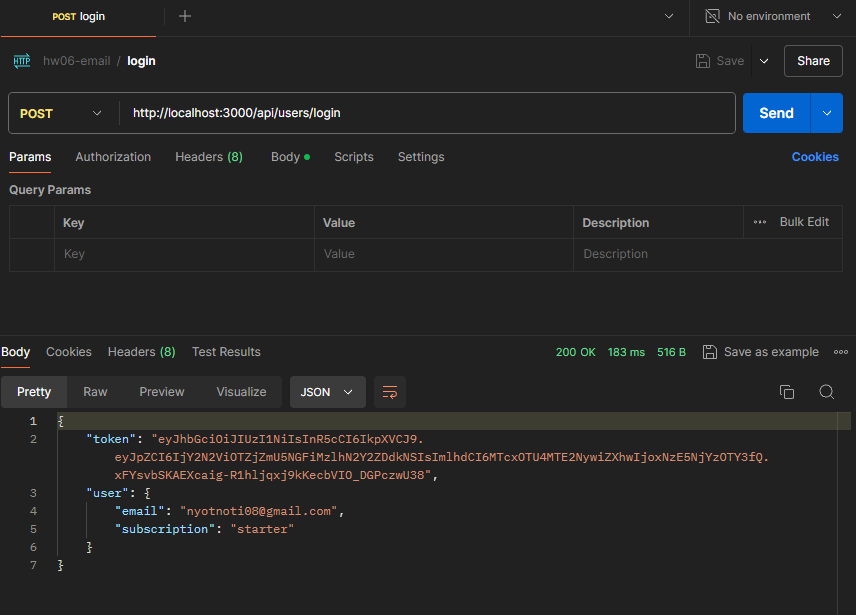 POST login
No environment
HTTP hw06-email / login
Save
Share
POST
http://localhost:3000/api/users/login
Send
Params Authorization Headers (8) Body Scripts Settings
Cookies
Query Params
Key Value Description
Bulk Edit
Key Value Description
Body Cookies Headers (8) Test Results
200 OK 183 ms 516 B
Save as example
Pretty Raw Preview Visualize
JSON
1 {
2 "token": "eyJhbGciOiJIUzI1NiIsInR5cCI6IkpXVCJ9.
eyJpZCI6IjY2N2ViOTZjZmU5NGFiMzlhN2Y2ZDdkNSIsImlhdCI6MTcxOTU4MTE2NywiZXhwIjoxNzE5NjYzOTY3fQ.
xFYsvbSKAEXcaig-R1hljqxj9kKecbVIO_DGPczwU38",
3 "user": {
4 "email": "nyotnoti08@gmail.com",
5 "subscription": "starter"
6 }
7 }